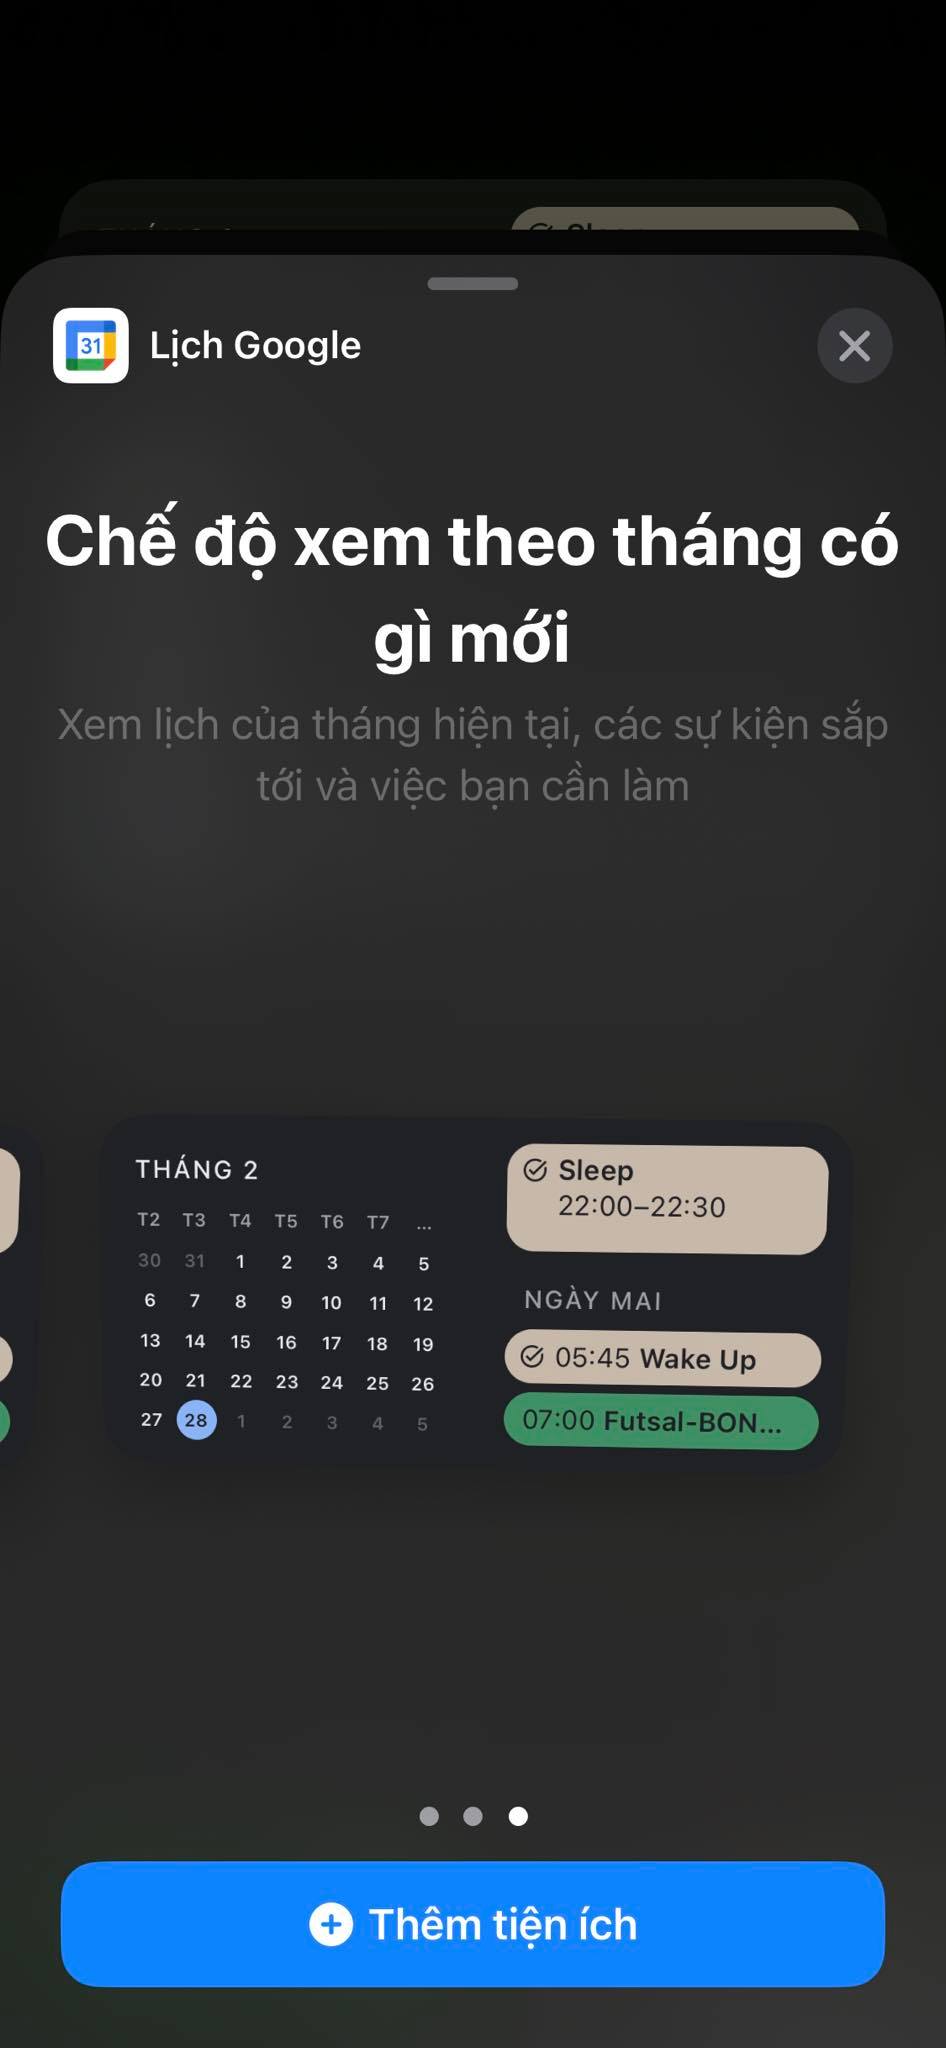 31
Lịch Google
Chế độ xem theo tháng có
gì mới
Xem lịch của tháng hiện tại, các sự kiện sắp
tới và việc bạn cần làm
THÁNG 2
T2 T3 T4 T5 T6 T7 ...
30 31 1 2 3 4 5
6 7 8 9 10 11 12
13 14 15 16 17 18 19
20 21 22 23 24 25 26
27 28 1 2 3 4 5
Sleep
22:00–22:30
NGÀY MAI
05:45 Wake Up
07:00 Futsal-BON...
Thêm tiện ích